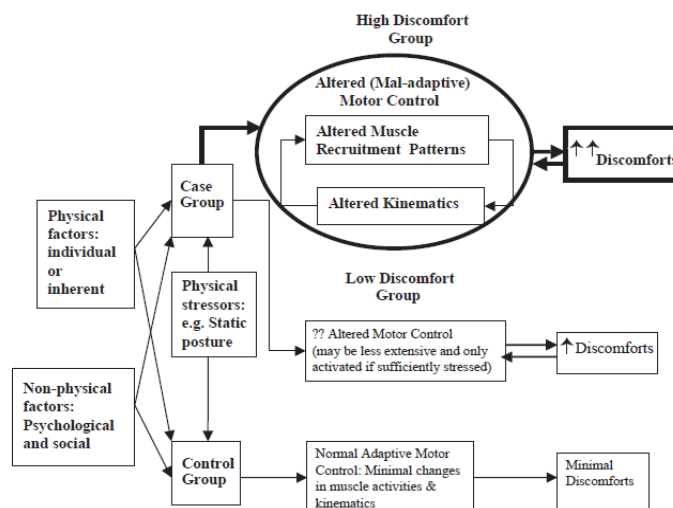 High Discomfort
Group
Altered (Mal-adaptive)
Motor Control
Altered Muscle
Recruitment Patterns
Altered Kinematics
↑↑ Discomforts
Case
Group
Physical
factors:
individual or
inherent
Physical
stressors:
e.g. Static
posture
Low Discomfort
Group
?? Altered Motor Control
(may be less extensive and only
activated if sufficiently stressed)
↑ Discomforts
Non-physical
factors:
Psychological
and social
Control
Group
Normal Adaptive Motor
Control: Minimal changes
in muscle activities &
kinematics
Minimal
Discomforts